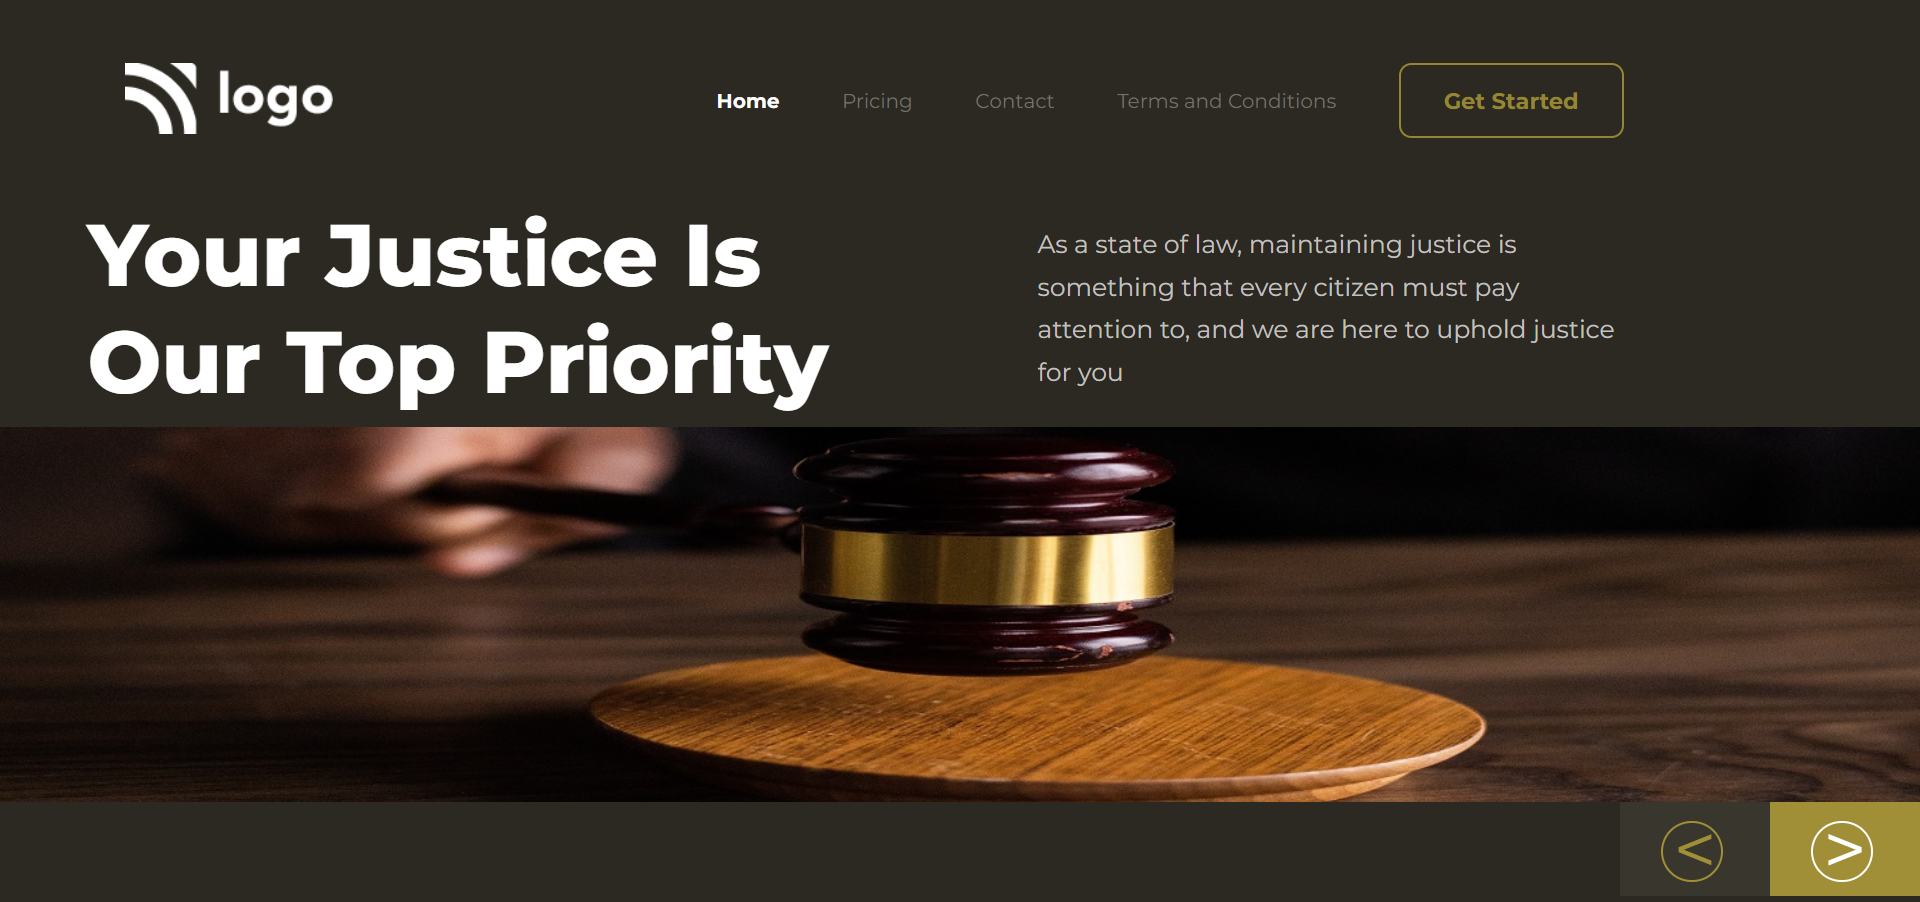 logo
Home Pricing Contact Terms and Conditions Get Started
Your Justice Is
Our Top Priority
As a state of law, maintaining justice is
something that every citizen must pay
attention to, and we are here to uphold justice
for you
< >